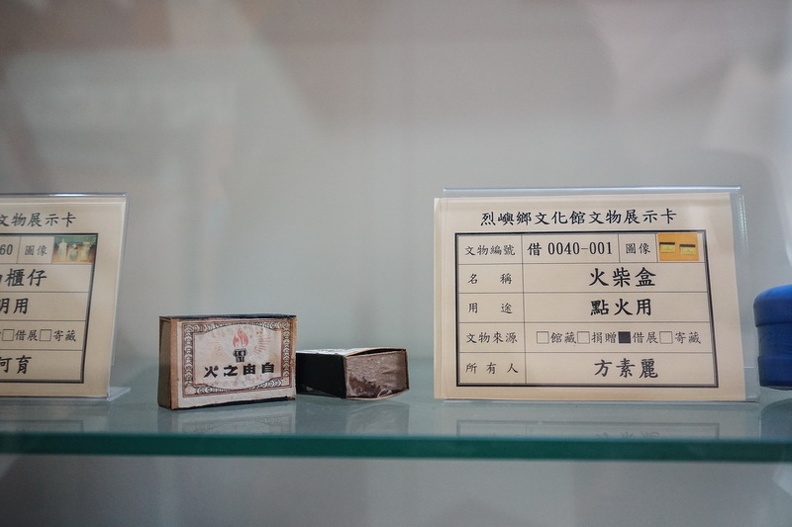 文物展示卡
60 圖像
櫃仔
明用
借展□寄藏
可育
火之由自
烈嶼鄉文化館文物展示卡
文物編號 借 0040-001 圖像
名 稱 火柴盒
用 途 點火用
文物來源 □館藏□捐贈■借展□寄藏
所有人 方素麗